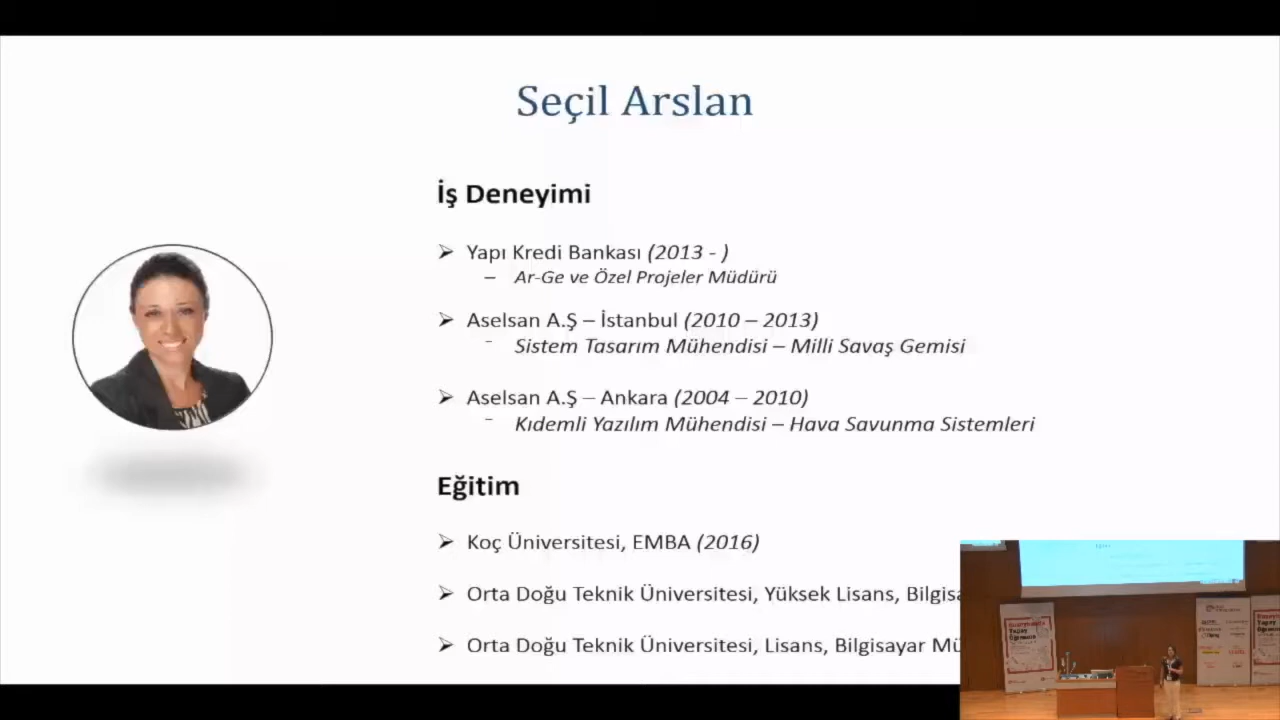 Seçil Arslan
İş Deneyimi
➢ Yapı Kredi Bankası (2013 - )
– Ar-Ge ve Özel Projeler Müdürü
➢ Aselsan A.Ş – İstanbul (2010 – 2013)
– Sistem Tasarım Mühendisi – Milli Savaş Gemisi
➢ Aselsan A.Ş – Ankara (2004 – 2010)
– Kıdemli Yazılım Mühendisi – Hava Savunma Sistemleri
Eğitim
➢ Koç Üniversitesi, EMBA (2016)
➢ Orta Doğu Teknik Üniversitesi, Yüksek Lisans,
➢ Orta Doğu Teknik Üniversitesi, Lisans, Bilgisayar